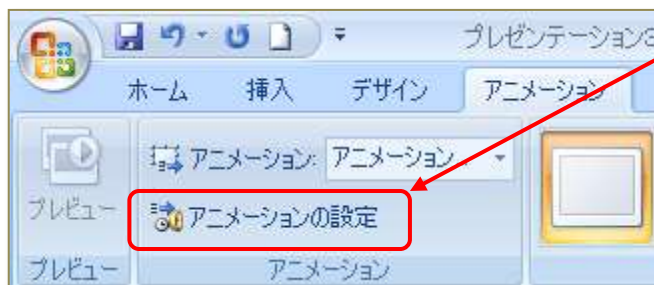 プレゼンテーション3
ホーム 挿入 デザイン アニメーション
アニメーション: アニメーション...
プレビュー アニメーションの設定
プレビュー アニメーション